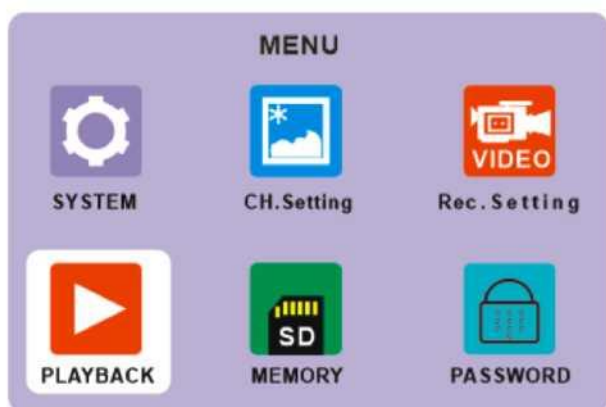 MENU
VIDEO
SYSTEM CH.Setting Rec.Setting
SD
PLAYBACK MEMORY PASSWORD